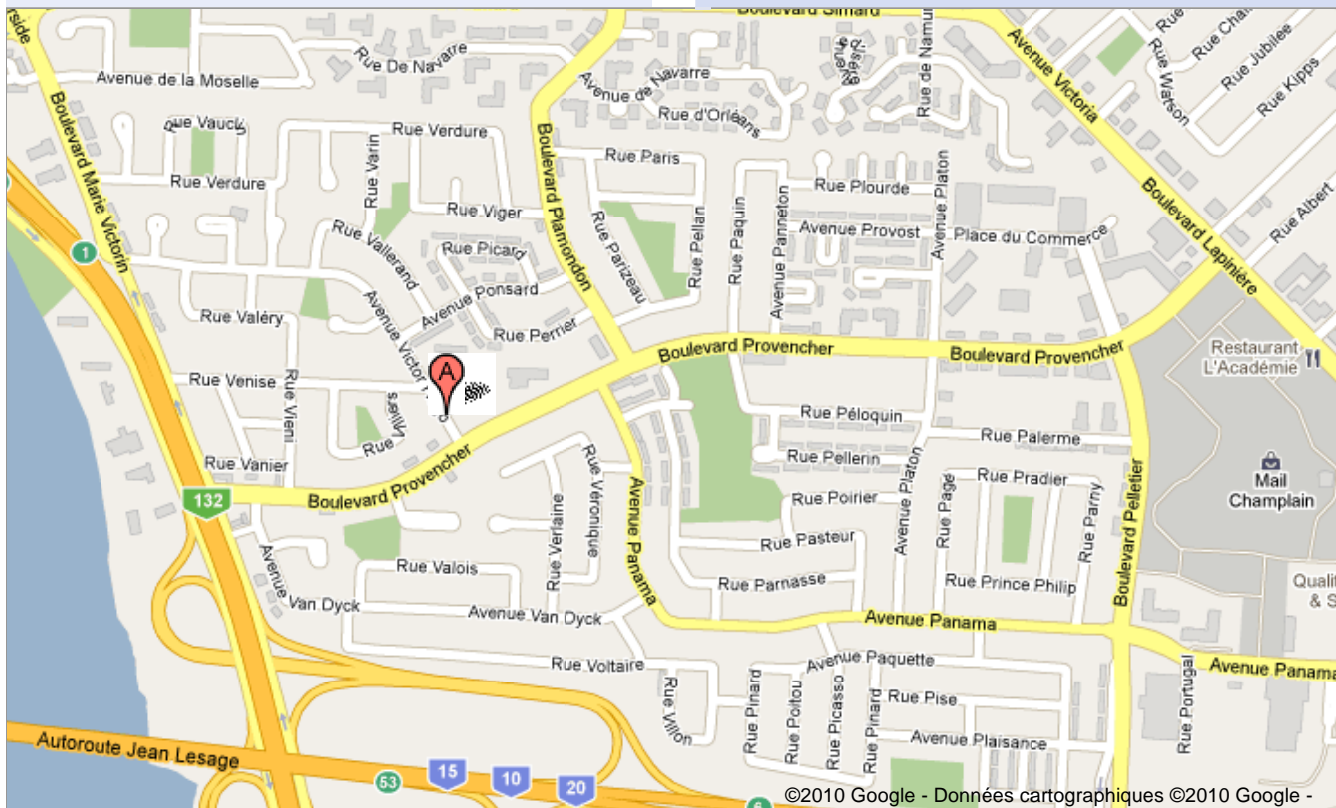 Boulevard Simard
Rue De Navarre
Avenue de la Moselle
Avenue de Navarre
Rue de Namur
Avenue Victoria
Rue Watson
Rue Jubilee
Rue Kipps
Boulevard Marie Victorin
Rue Verdure
Rue Varin
Rue d'Orléans
Boulevard Plamondon
Rue Paris
Rue Verdure
Rue Viger
Rue Plourde
Avenue Platon
Boulevard Lapinière
Rue Albert
Rue Vallerand
Rue Picard
Rue Parizeau
Rue Pellan
Rue Paquin
Avenue Panneton
Avenue Provost
Place du Commerce
1
Avenue Ponsard
Rue Valéry
Rue Perrier
Boulevard Provencher
Boulevard Provencher
Restaurant
L'Académie
A
Rue Venise
Rue Vieni
Rue Villiers
Rue Péloquin
Rue Palerme
Rue Vanier
Boulevard Provencher
Rue Pellerin
Avenue Platon
Rue Pradier
Mail
Champlain
132
Rue Véronique
Rue Verlaine
Avenue Panama
Rue Poirier
Rue Page
Rue Parny
Boulevard Pelletier
Rue Pasteur
Rue Valois
Rue Parnasse
Rue Prince Philip
Avenue Van Dyck
Avenue Van Dyck
Avenue Panama
Rue Voltaire
Avenue Paquette
Avenue Panama
Rue Villon
Rue Pinard
Rue Poitou
Rue Picasso
Rue Pinard
Rue Pise
Rue Portugal
Avenue Plaisance
Autoroute Jean Lesage
53
15
10
20
©2010 Google - Données cartographiques ©2010 Google -